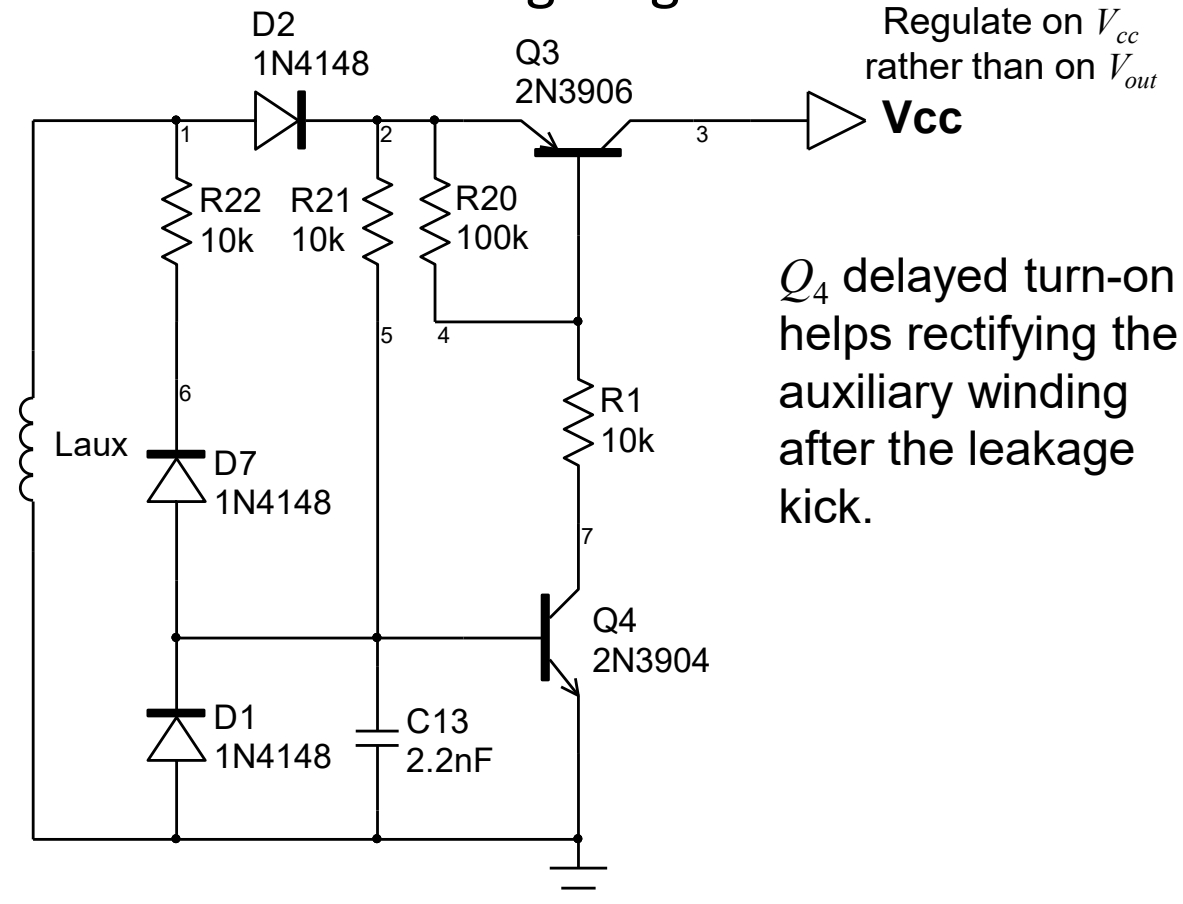 Regulate on Vcc
rather than on Vout
D2
1N4148
Q3
2N3906
Vcc
1
2
3
R22
10k
R21
10k
R20
100k
Q4 delayed turn-on
helps rectifying the
auxiliary winding
after the leakage
kick.
5
4
6
R1
10k
Laux
D7
1N4148
7
Q4
2N3904
D1
1N4148
C13
2.2nF